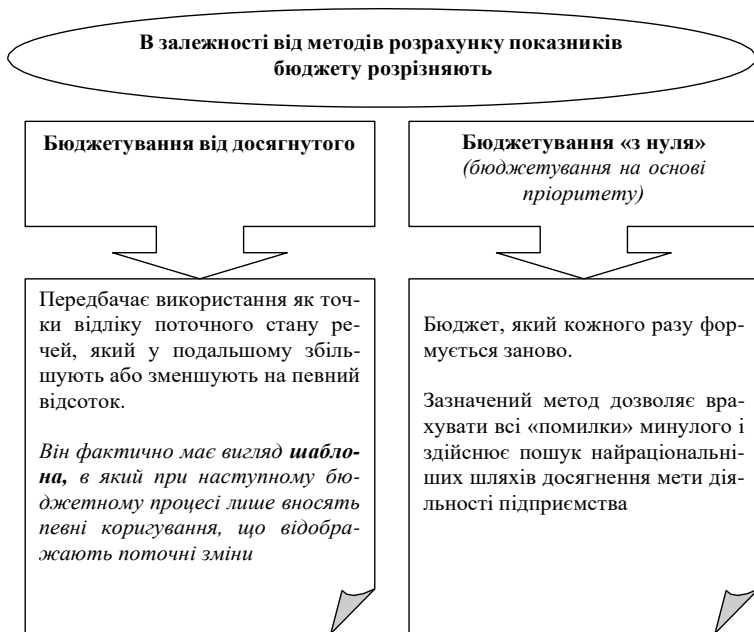 В залежності від методів розрахунку показників
бюджету розрізняють
Бюджетування від досягнутого
Бюджетування «з нуля»
(бюджетування на основі
пріоритету)
Передбачає використання як точ-
ки відліку поточного стану ре-
чей, який у подальшому збіль-
шують або зменшують на певний
відсоток.
Він фактично має вигляд шабло-
на, в який при наступному бю-
джетному процесі лише вносять
певні коригування, що відобра-
жають поточні зміни
Бюджет, який кожного разу фор-
мується заново.
Зазначений метод дозволяє вра-
хувати всі «помилки» минулого і
здійснює пошук найраціональні-
ших шляхів досягнення мети дія-
льності підприємства